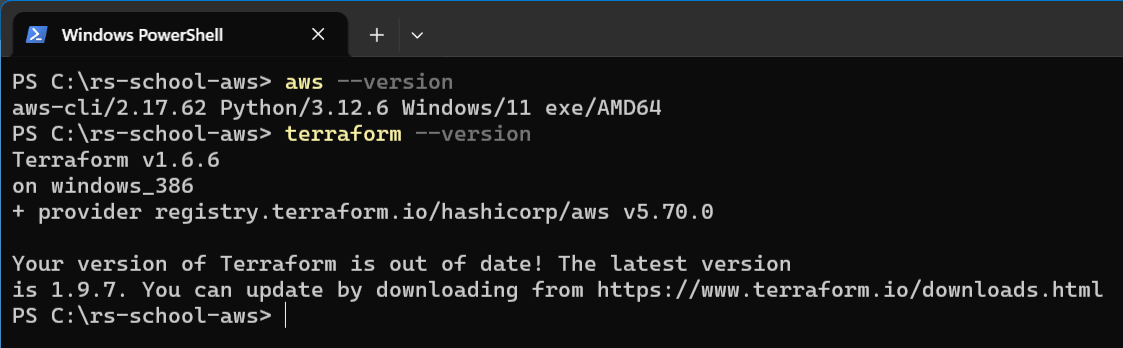 Windows PowerShell
PS C:\rs-school-aws> aws --version
aws-cli/2.17.62 Python/3.12.6 Windows/11 exe/AMD64
PS C:\rs-school-aws> terraform --version
Terraform v1.6.6
on windows_386
+ provider registry.terraform.io/hashicorp/aws v5.70.0
Your version of Terraform is out of date! The latest version
is 1.9.7. You can update by downloading from https://www.terraform.io/downloads.html
PS C:\rs-school-aws>